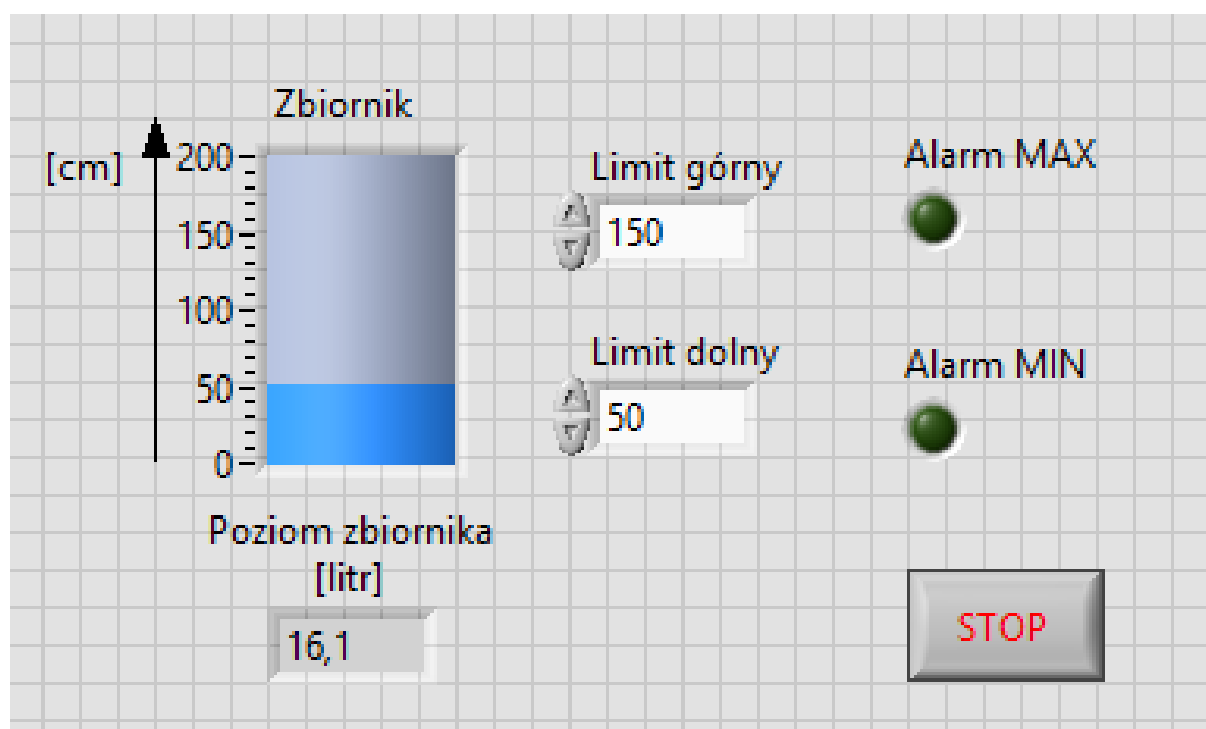 Zbiornik
[cm]
200
150
100
50
0
Poziom zbiornika
[litr]
16,1
Limit górny
150
Limit dolny
50
Alarm MAX
Alarm MIN
STOP